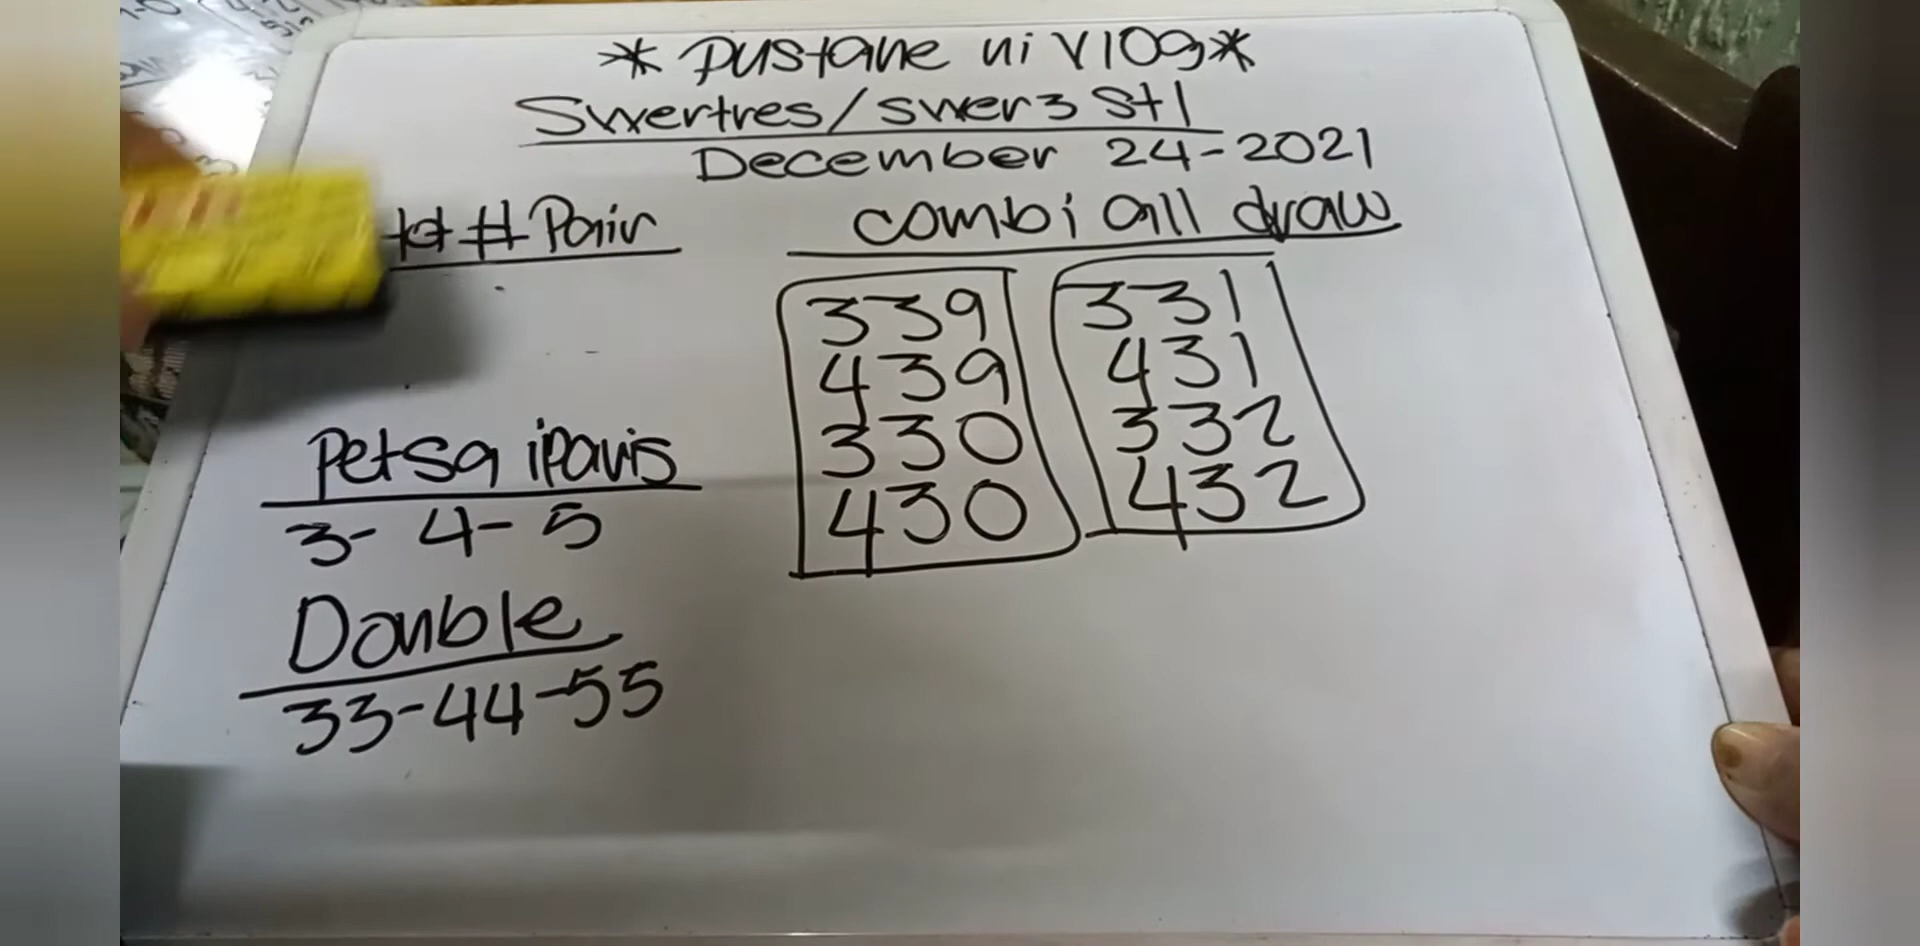 * Pustane ni Vlog *
Swertres/swer3 Stl
December 24-2021
# Pair
Petsa ipavis
3-4-5
Double
33-44-55
combi all draw
339
439
330
430
331
431
332
432